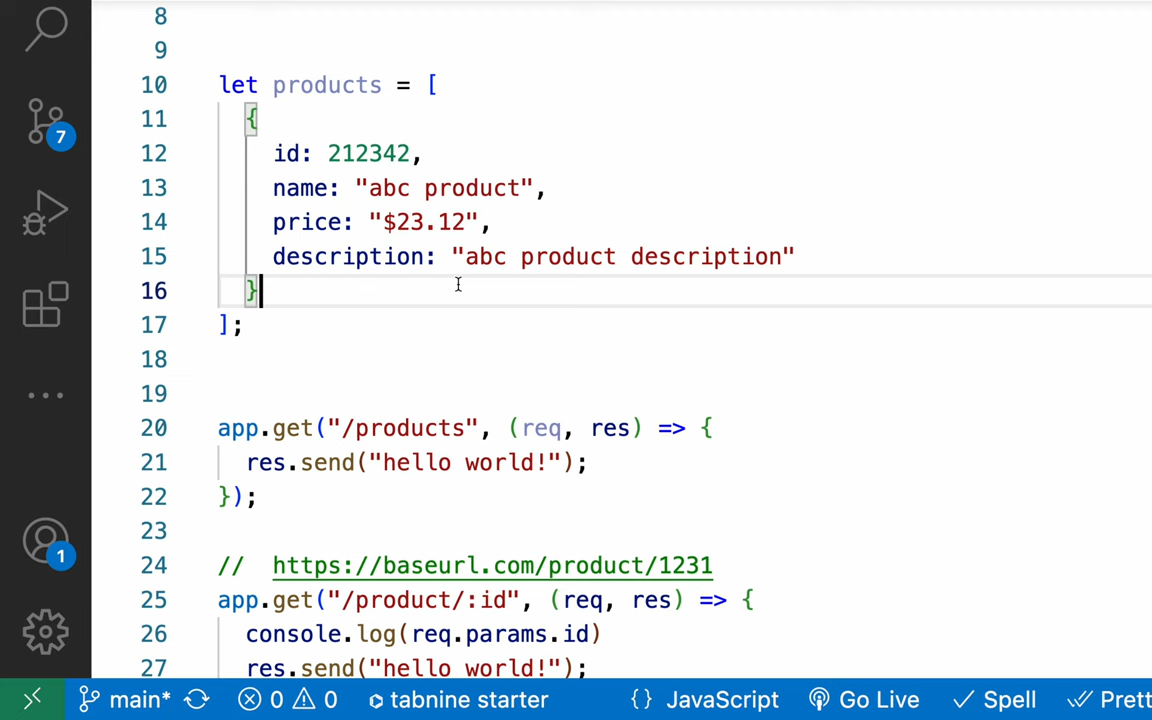 8
9
10 let products = [
11 {
12 id: 212342,
13 name: "abc product",
14 price: "$23.12",
15 description: "abc product description"
16 }
17 ];
18
19
20 app.get("/products", (req, res) => {
21 res.send("hello world!");
22 });
23
24 // https://baseurl.com/product/1231
25 app.get("/product/:id", (req, res) => {
26 console.log(req.params.id)
27 res.send("hello world!");
7
1
main* 0 0 tabnine starter {} JavaScript Go Live Spell Prett